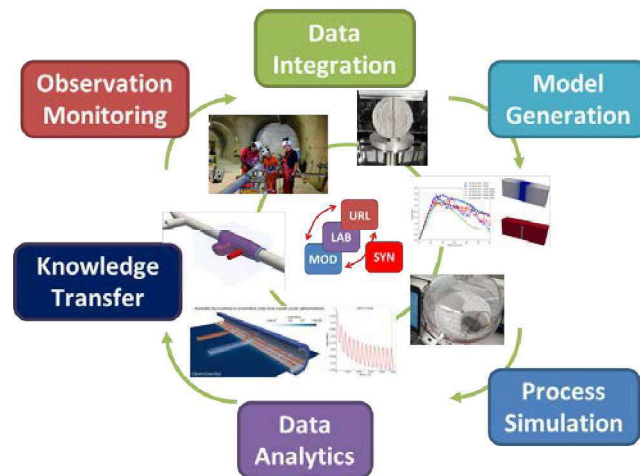 Data
Integration
Observation
Monitoring
Model
Generation
URL
LAB
MOD
SYN
Knowledge
Transfer
Process
Simulation
Data
Analytics